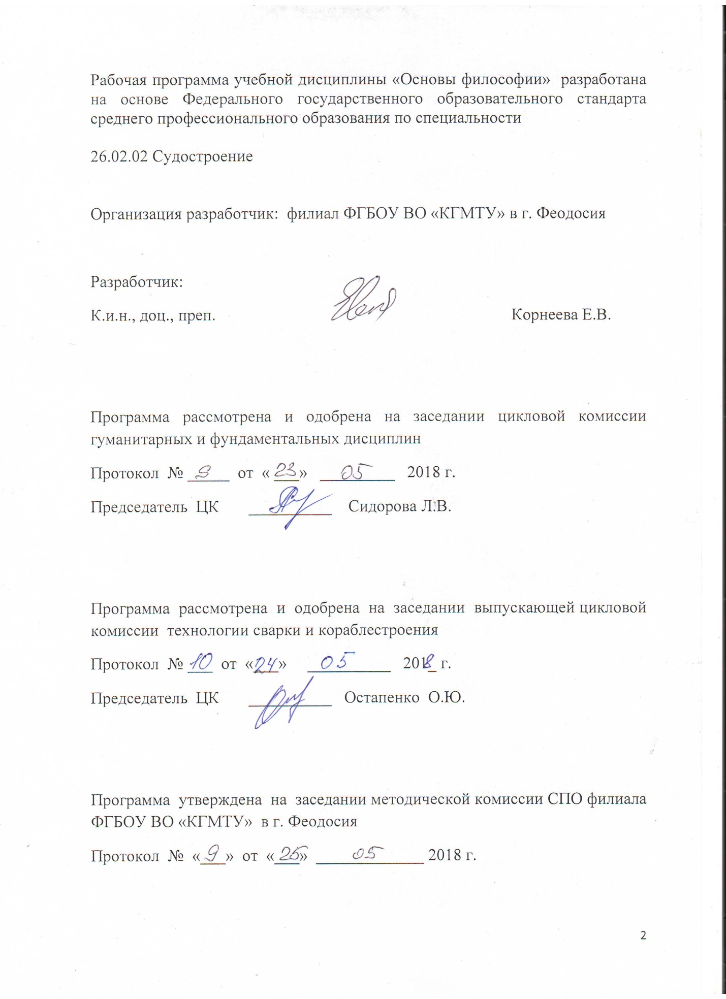 Рабочая программа учебной дисциплины «Основы философии» разработана
на основе Федерального государственного образовательного стандарта
среднего профессионального образования по специальности
26.02.02 Судостроение
Организация разработчик: филиал ФГБОУ ВО «КГМТУ» в г. Феодосия
Разработчик:
К.и.н., доц., преп. Корнеева Е.В.
Программа рассмотрена и одобрена на заседании цикловой комиссии
гуманитарных и фундаментальных дисциплин
Протокол № 9 от « 23 » 05 2018 г.
Председатель ЦК Сидорова Л.В.
Программа рассмотрена и одобрена на заседании выпускающей цикловой
комиссии технологии сварки и кораблестроения
Протокол № 10 от «24» 05 2018 г.
Председатель ЦК Остапенко О.Ю.
Программа утверждена на заседании методической комиссии СПО филиала
ФГБОУ ВО «КГМТУ» в г. Феодосия
Протокол № «9» от «25» 05 2018 г.
2